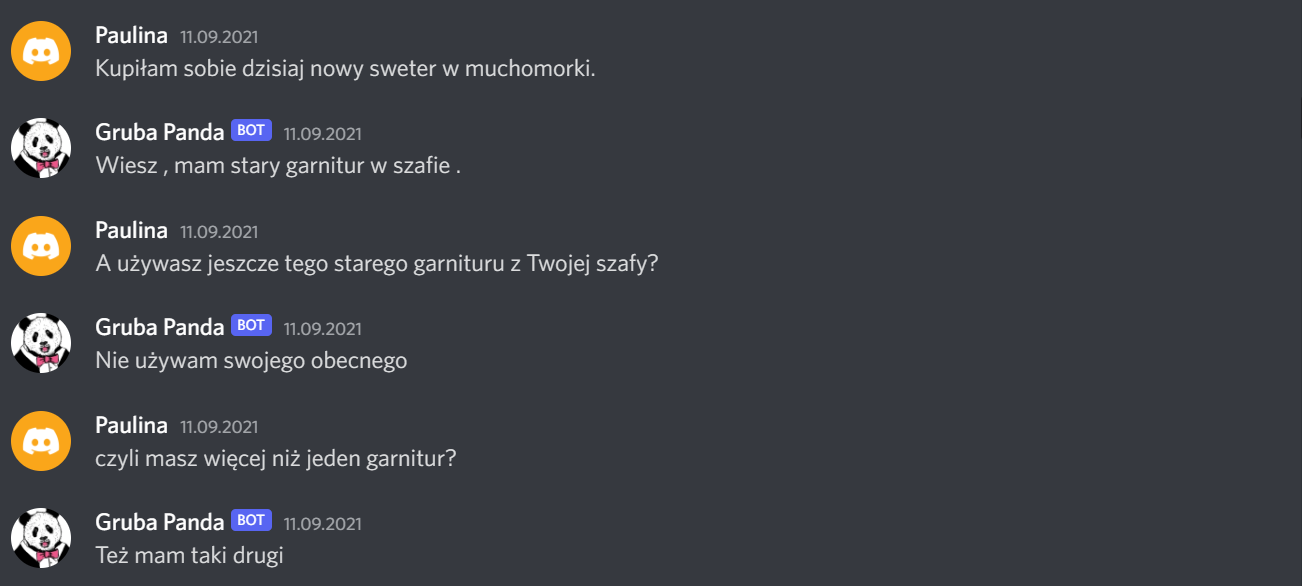 Paulina 11.09.2021
Kupiłam sobie dzisiaj nowy sweter w muchomorki.
Gruba Panda BOT 11.09.2021
Wiesz , mam stary garnitur w szafie .
Paulina 11.09.2021
A używasz jeszcze tego starego garnituru z Twojej szafy?
Gruba Panda BOT 11.09.2021
Nie używam swojego obecnego
Paulina 11.09.2021
czyli masz więcej niż jeden garnitur?
Gruba Panda BOT 11.09.2021
Też mam taki drugi